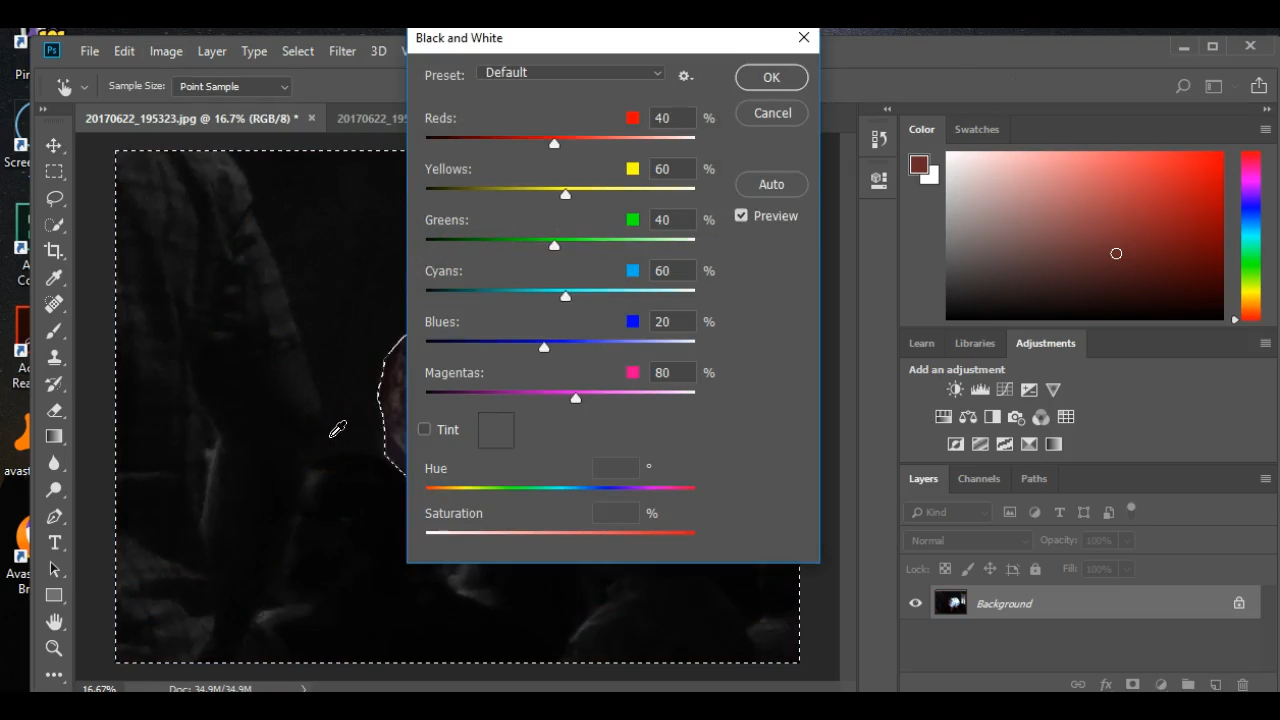 Black and White
Ps File Edit Image Layer Type Select Filter 3D
Preset: Default OK
Sample Size: Point Sample
Cancel
20170622_195323.jpg @ 16.7% (RGB/8) * 20170622_195
Reds: 40 %
Yellows: 60 %
Auto
Greens: 40 %
Preview
Cyans: 60 %
Blues: 20 %
Magentas: 80 %
Tint
Hue °
Saturation %
Color Swatches
Learn Libraries Adjustments
Add an adjustment
Layers Channels Paths
Kind
Normal Opacity: 100%
Lock: Fill: 100%
Background
fx
16.67% Doc: 34.9M/34.9M
Pin
Scree
A
Rea
avast
Avas
Br